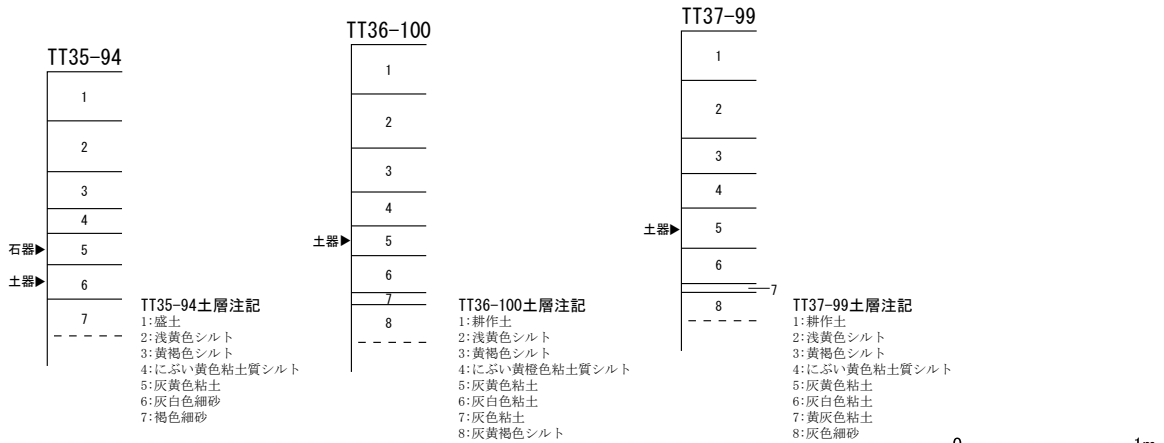 TT35-94
1
2
3
4
石器▶ 5
土器▶ 6
7
TT35-94土層注記
1:盛土
2:浅黄色シルト
3:黄褐色シルト
4:にぶい黄色粘土質シルト
5:灰黄色粘土
6:灰白色細砂
7:褐色細砂
TT36-100
1
2
3
4
土器▶ 5
6
7
8
TT36-100土層注記
1:耕作土
2:浅黄色シルト
3:黄褐色シルト
4:にぶい黄橙色粘土質シルト
5:灰黄色粘土
6:灰白色粘土
7:灰色粘土
8:灰黄褐色シルト
TT37-99
1
2
3
4
土器▶ 5
6
7
8
TT37-99土層注記
1:耕作土
2:浅黄色シルト
3:黄褐色シルト
4:にぶい黄色粘土質シルト
5:灰黄色粘土
6:灰白色粘土
7:黄灰色粘土
8:灰色細砂